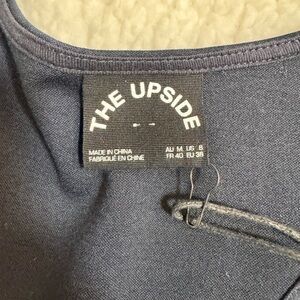 THE UPSIDE
MADE IN CHINA
FABRIQUÉ EN CHINE
AU M US 8
FR 40 EU 38